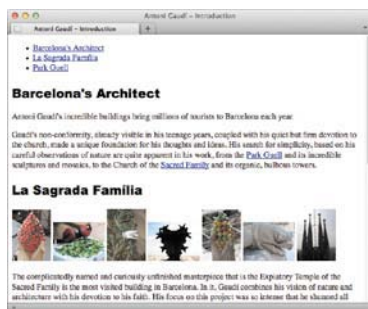 Antoni Gaudí - Introduction
Antoni Gaudí - Introduction
Barcelona's Architect
La Sagrada Família
Park Guell
Barcelona's Architect
Antoni Gaudí's incredible buildings bring millions of tourists to Barcelona each year.
Gaudí's non-conformity, already visible in his teenage years, coupled with his quiet but firm devotion to
the church, made a unique foundation for his thoughts and ideas. His search for simplicity, based on his
careful observations of nature are quite apparent in his work, from the Park Guell and its incredible
sculptures and mosaics, to the Church of the Sacred Family and its organic, bulbous towers.
La Sagrada Família
The complicatedly named and curiously unfinished masterpiece that is the Expiatory Temple of the
Sacred Family is the most visited building in Barcelona. In it, Gaudí combines his vision of nature and
architecture with his devotion to his faith. His focus on this project was so intense that he shunned all